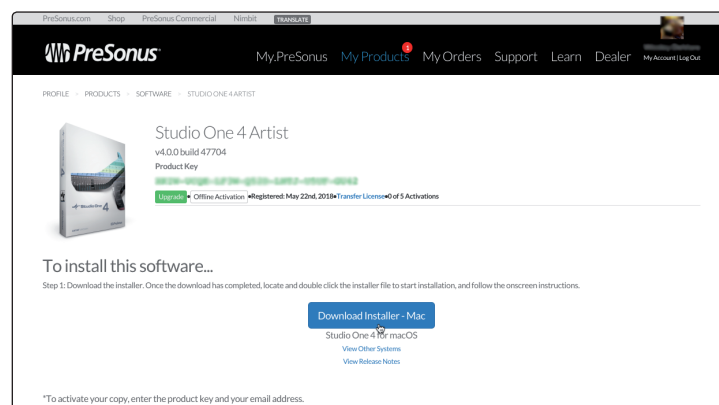 PreSonus.com Shop PreSonus Commercial Nimbit TRANSLATE
PreSonus My.PreSonus My Products 1 My Orders Support Learn Dealer My Account | Log Out
PROFILE > PRODUCTS > SOFTWARE > STUDIO ONE 4 ARTIST
Studio One 4 Artist
v4.0.0 build 47704
Product Key
Upgrade • Offline Activation •Registered: May 22nd, 2018•Transfer License•0 of 5 Activations
StudioOne 4
To install this software...
Step 1: Download the installer. Once the download has completed, locate and double click the installer file to start installation, and follow the onscreen instructions.
Download Installer - Mac
Studio One 4 for macOS
View Other Systems
View Release Notes
*To activate your copy, enter the product key and your email address.